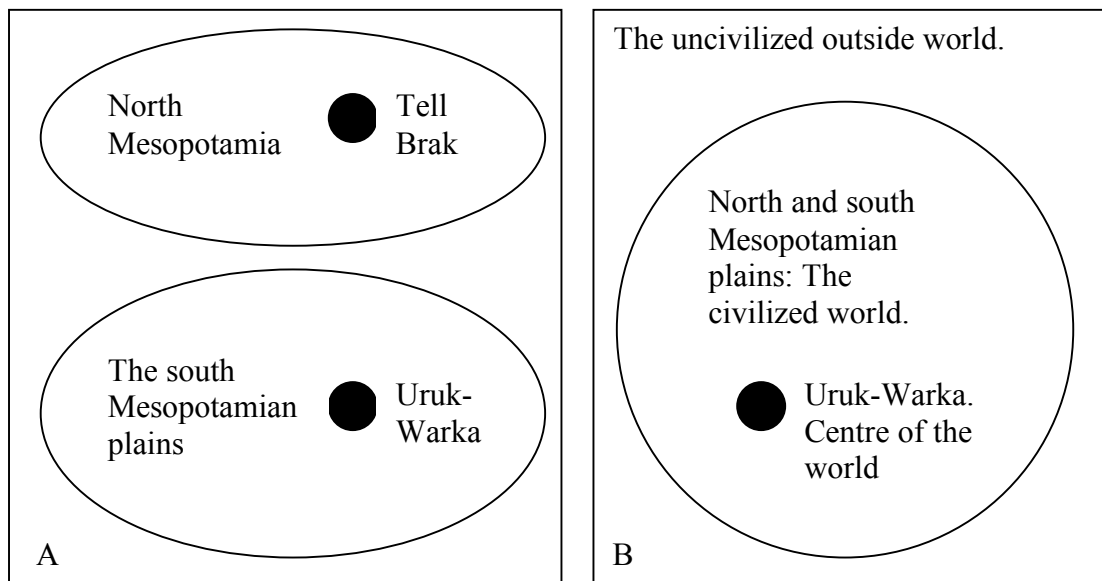 North
Mesopotamia
Tell
Brak
The south
Mesopotamian
plains
Uruk-
Warka
A
The uncivilized outside world.
North and south
Mesopotamian
plains: The
civilized world.
Uruk-Warka.
Centre of the
world
B